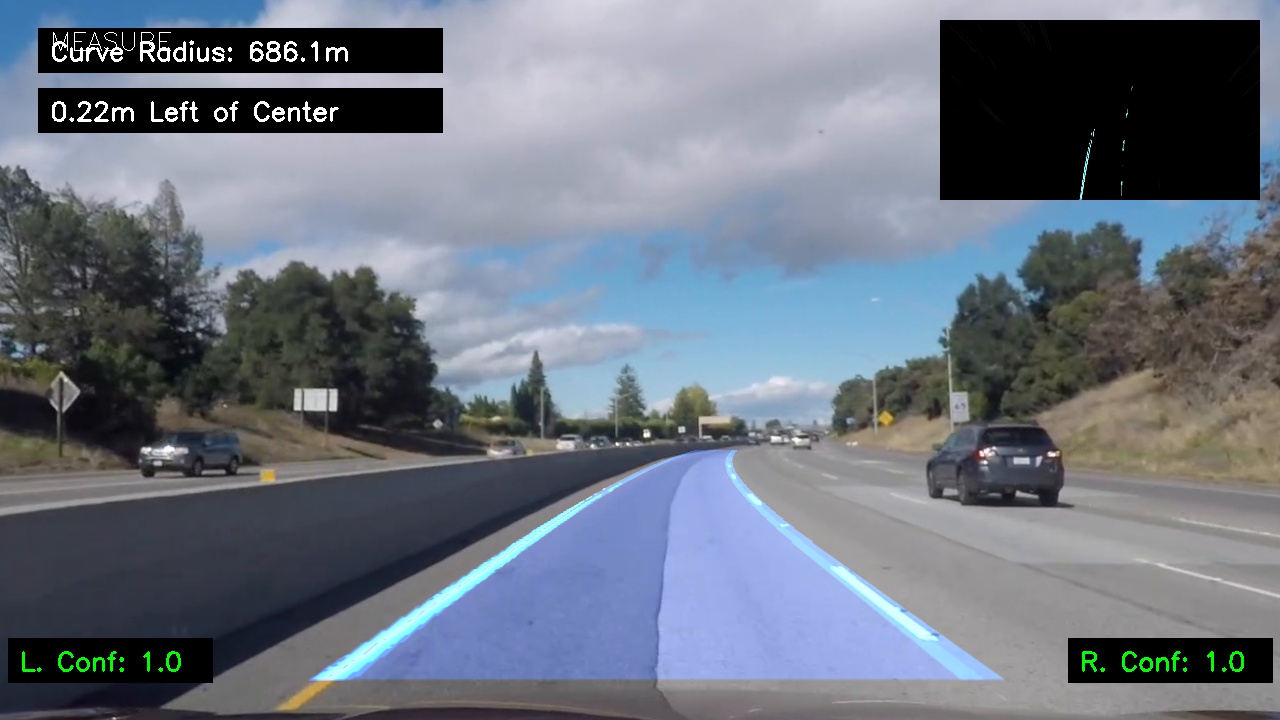 MEASURE
Curve Radius: 686.1m
0.22m Left of Center
L. Conf: 1.0
R. Conf: 1.0